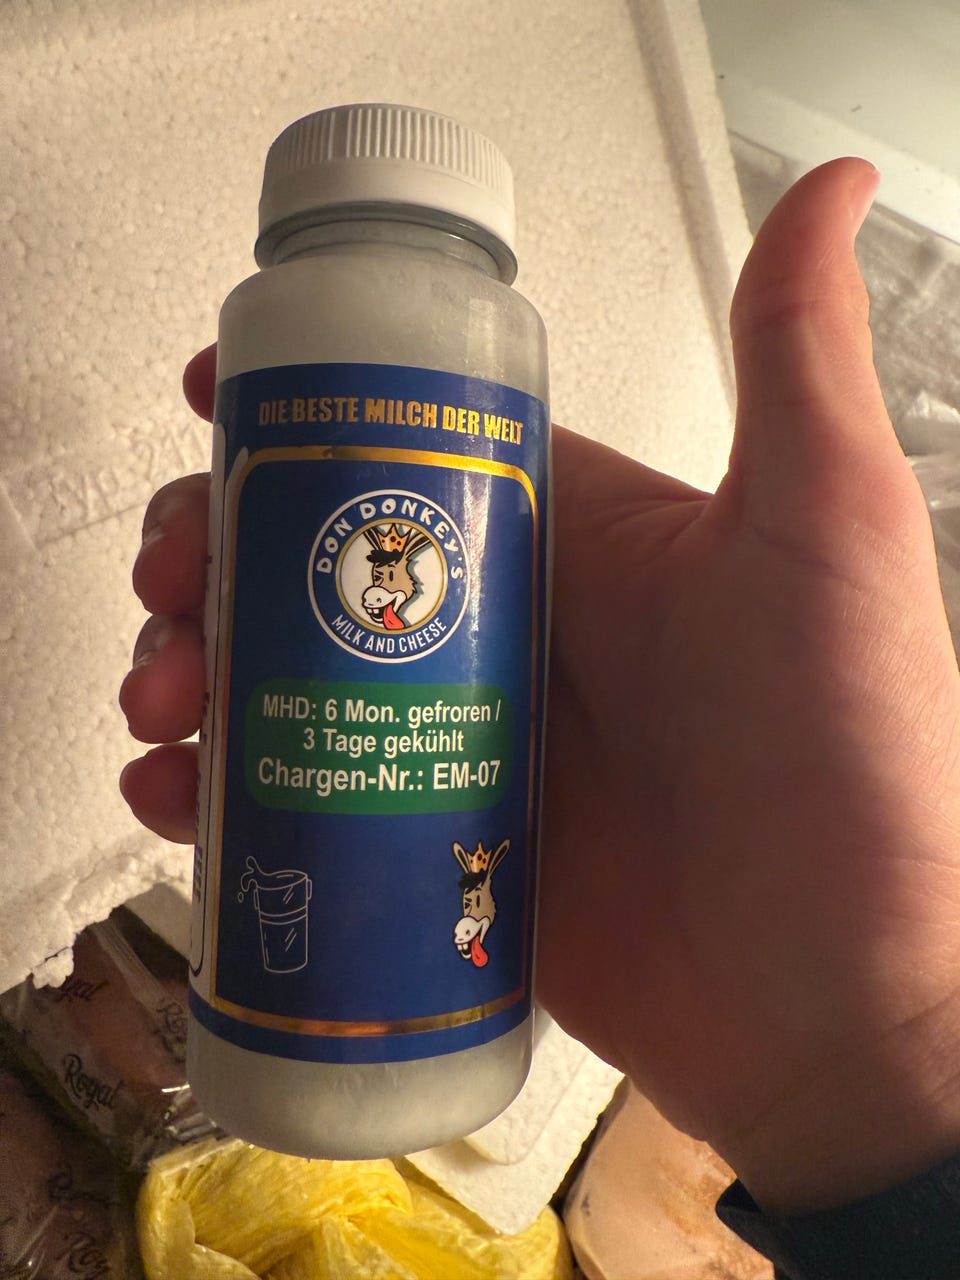 DIE BESTE MILCH DER WELT
DON DONKEY'S
MILK AND CHEESE
MHD: 6 Mon. gefroren /
3 Tage gekühlt
Chargen-Nr.: EM-07
Royal